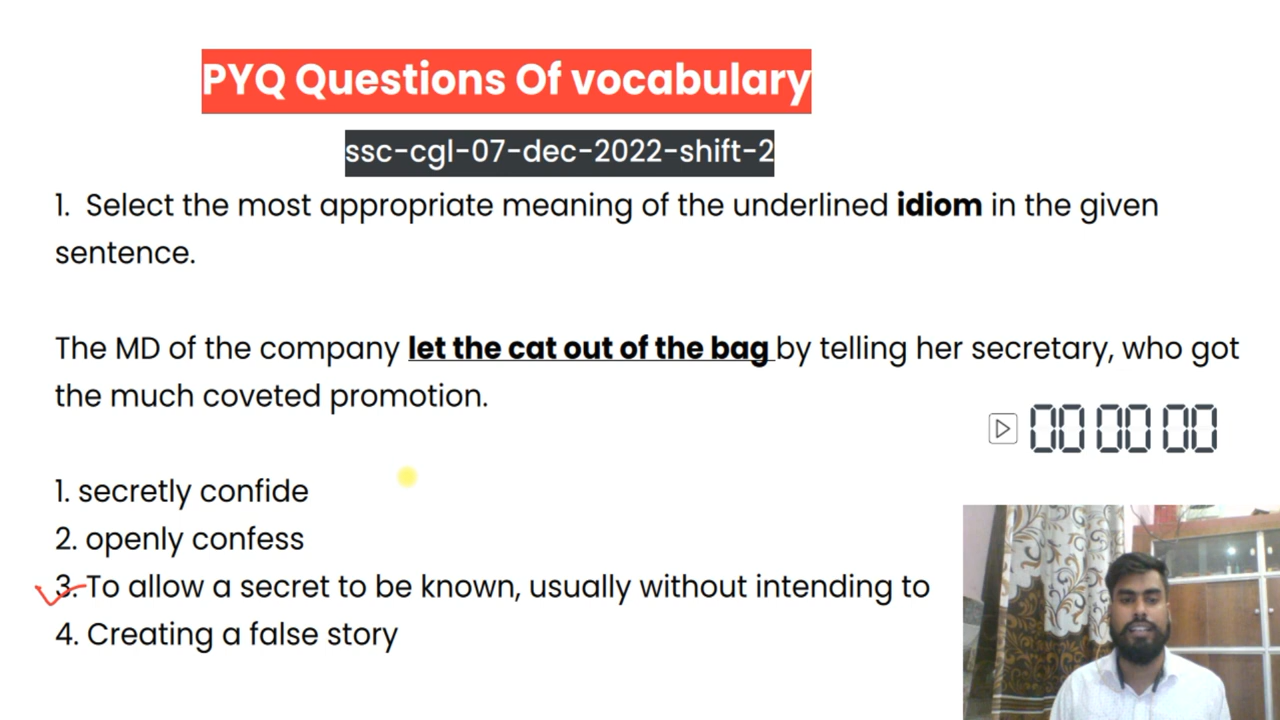 PYQ Questions Of vocabulary
ssc-cgl-07-dec-2022-shift-2
1. Select the most appropriate meaning of the underlined idiom in the given
sentence.
The MD of the company let the cat out of the bag by telling her secretary, who got
the much coveted promotion.
00 00 00
1. secretly confide
2. openly confess
3. To allow a secret to be known, usually without intending to
4. Creating a false story